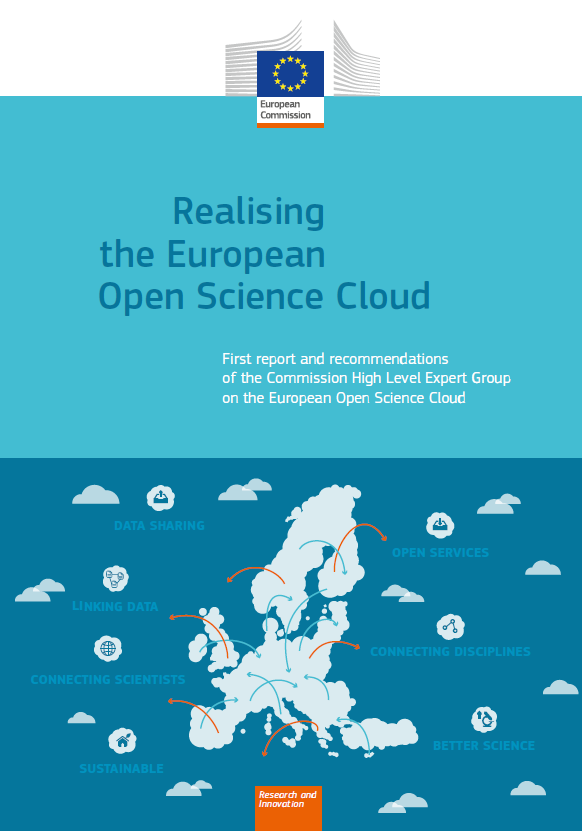 European
Commission
Realising
the European
Open Science Cloud
First report and recommendations
of the Commission High Level Expert Group
on the European Open Science Cloud
DATA SHARING
OPEN SERVICES
LINKING DATA
CONNECTING DISCIPLINES
CONNECTING SCIENTISTS
BETTER SCIENCE
SUSTAINABLE
Research and
Innovation